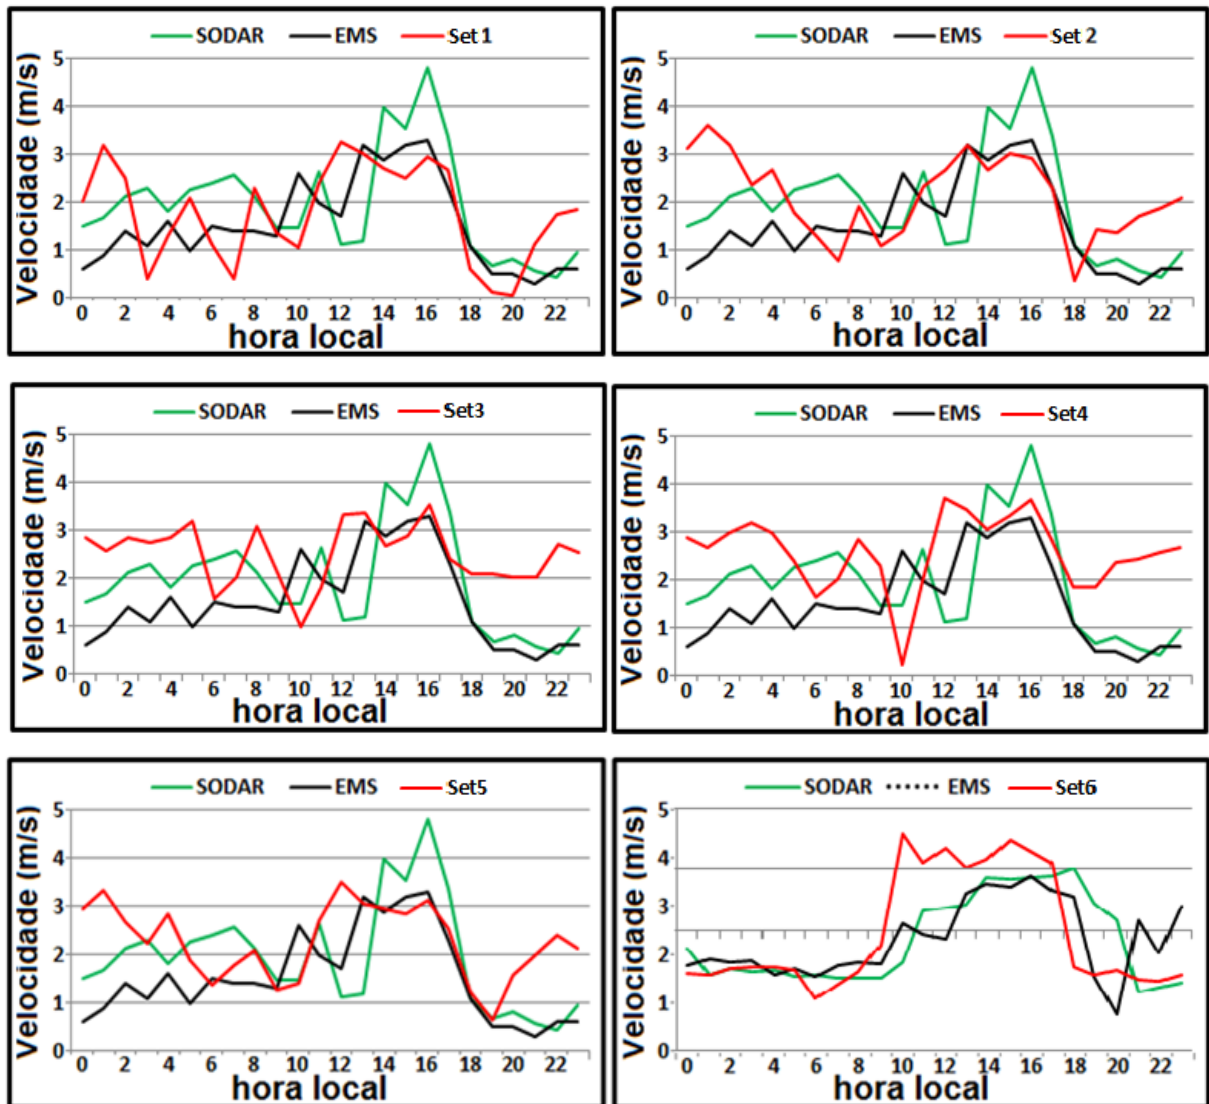 SODAR EMS Set 1
Velocidade (m/s)
5
4
3
2
1
0
0 2 4 6 8 10 12 14 16 18 20 22
hora local
SODAR EMS Set 2
Velocidade (m/s)
5
4
3
2
1
0
0 2 4 6 8 10 12 14 16 18 20 22
hora local
SODAR EMS Set3
Velocidade (m/s)
5
4
3
2
1
0
0 2 4 6 8 10 12 14 16 18 20 22
hora local
SODAR EMS Set4
Velocidade (m/s)
5
4
3
2
1
0
0 2 4 6 8 10 12 14 16 18 20 22
hora local
SODAR EMS Set5
Velocidade (m/s)
5
4
3
2
1
0
0 2 4 6 8 10 12 14 16 18 20 22
hora local
SODAR EMS Set6
Velocidade (m/s)
5
4
3
2
1
0
0 2 4 6 8 10 12 14 16 18 20 22
hora local